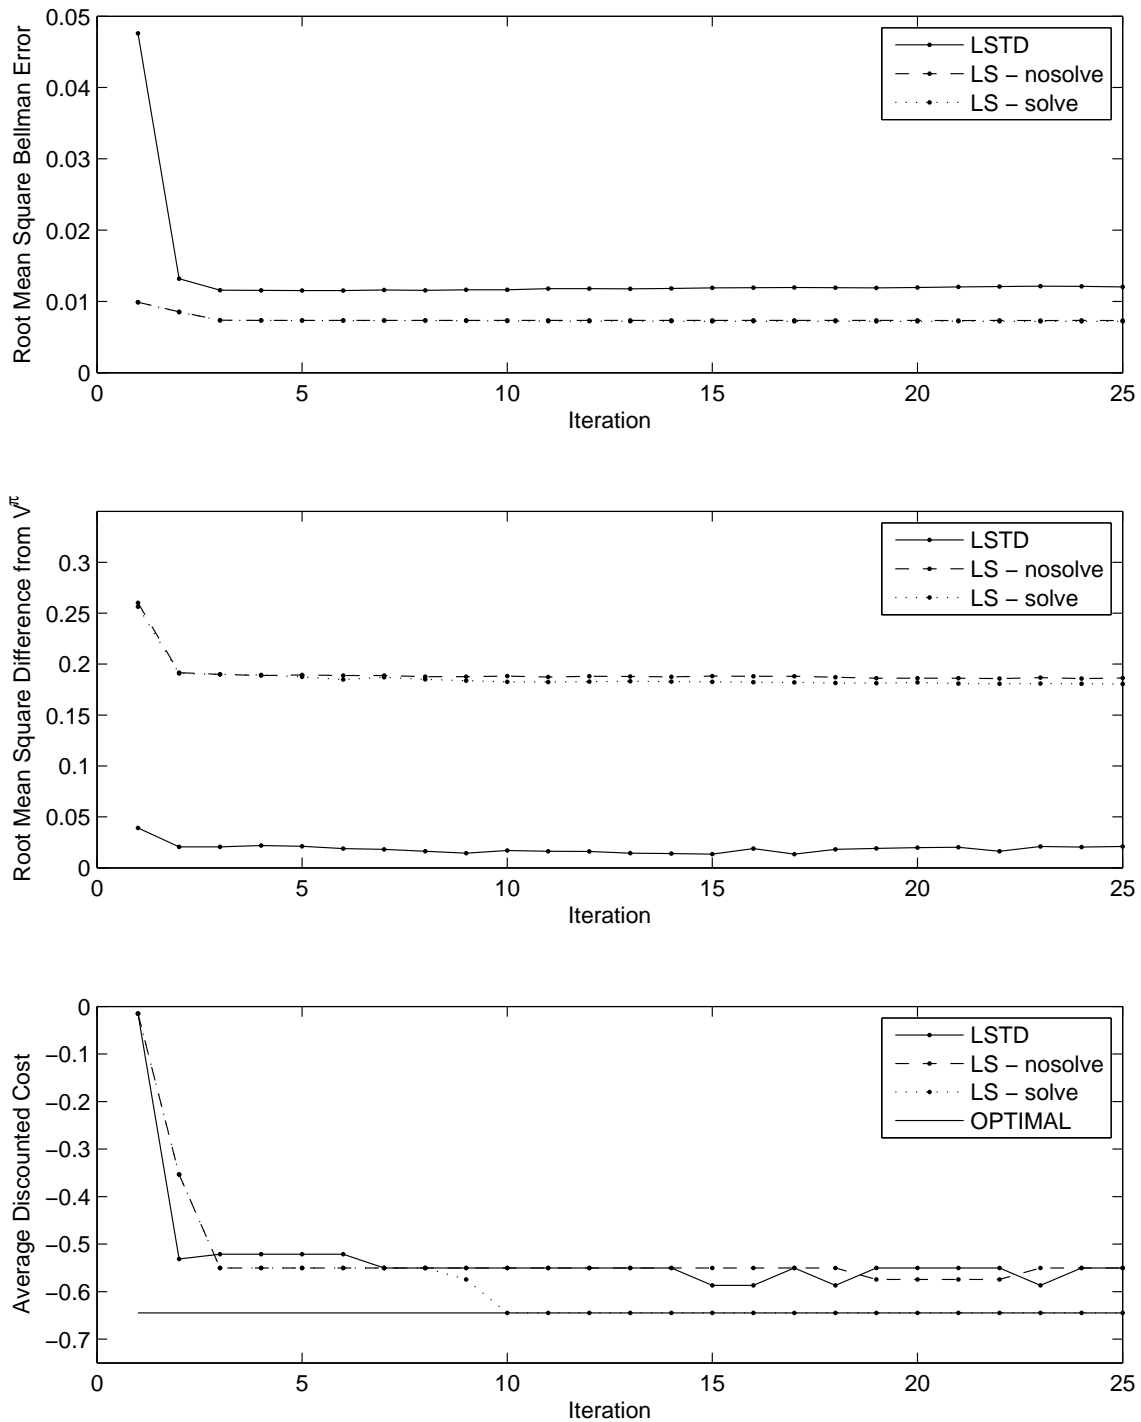 Root Mean Square Bellman Error
0.05
0.04
0.03
0.02
0.01
0
LSTD
LS − nosolve
LS − solve
0 5 10 15 20 25
Iteration
Root Mean Square Difference from V^π
0.3
0.25
0.2
0.15
0.1
0.05
0
LSTD
LS − nosolve
LS − solve
0 5 10 15 20 25
Iteration
Average Discounted Cost
0
−0.1
−0.2
−0.3
−0.4
−0.5
−0.6
−0.7
LSTD
LS − nosolve
LS − solve
OPTIMAL
0 5 10 15 20 25
Iteration